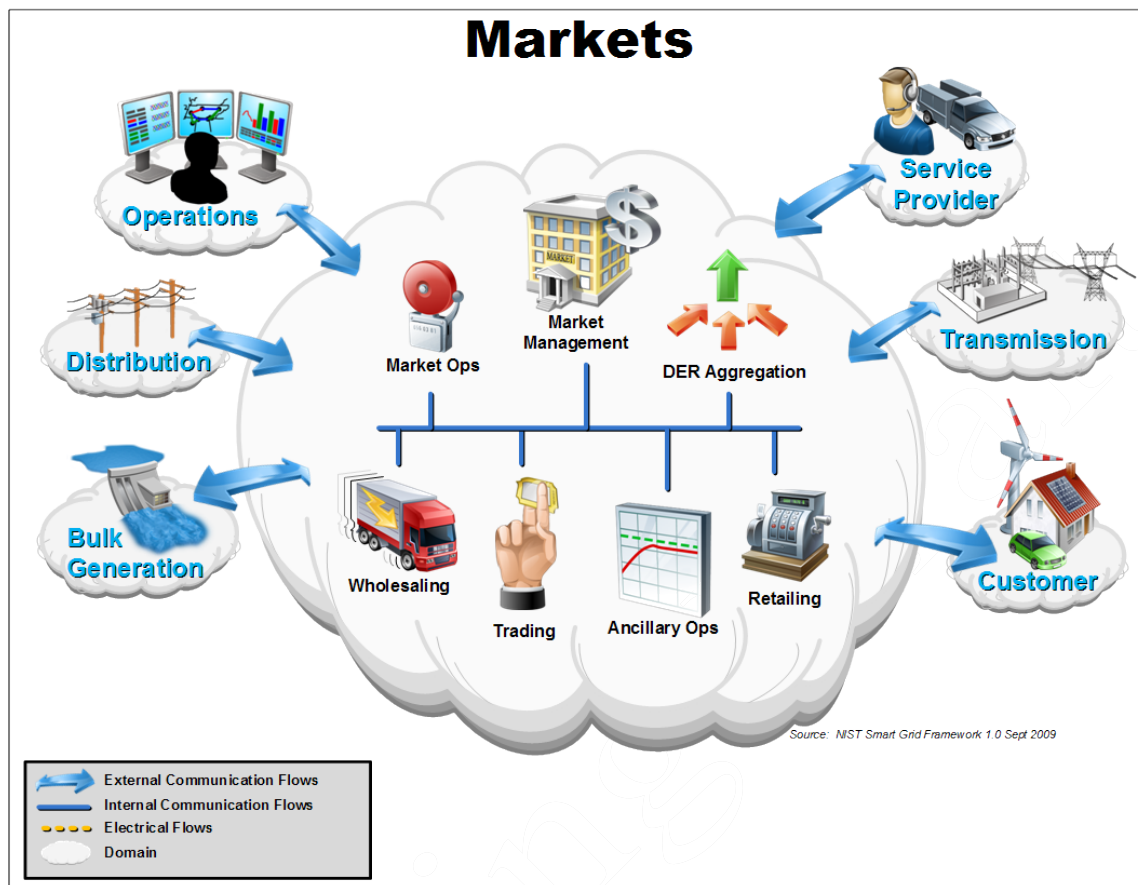 Markets
Operations
Service
Provider
MARKET
Market
Management
Distribution
Market Ops
DER Aggregation
Transmission
Bulk
Generation
Wholesaling
Trading
Ancillary Ops
Retailing
Customer
Source: NIST Smart Grid Framework 1.0 Sept 2009
External Communication Flows
Internal Communication Flows
Electrical Flows
Domain